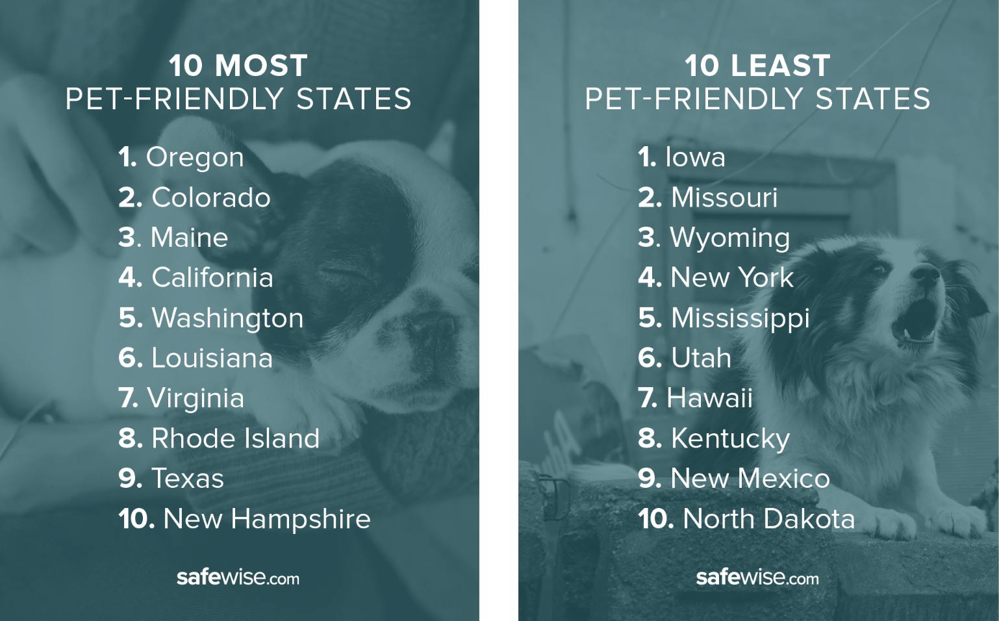 10 MOST
PET-FRIENDLY STATES
1. Oregon
2. Colorado
3. Maine
4. California
5. Washington
6. Louisiana
7. Virginia
8. Rhode Island
9. Texas
10. New Hampshire
safewise.com
10 LEAST
PET-FRIENDLY STATES
1. Iowa
2. Missouri
3. Wyoming
4. New York
5. Mississippi
6. Utah
7. Hawaii
8. Kentucky
9. New Mexico
10. North Dakota
safewise.com